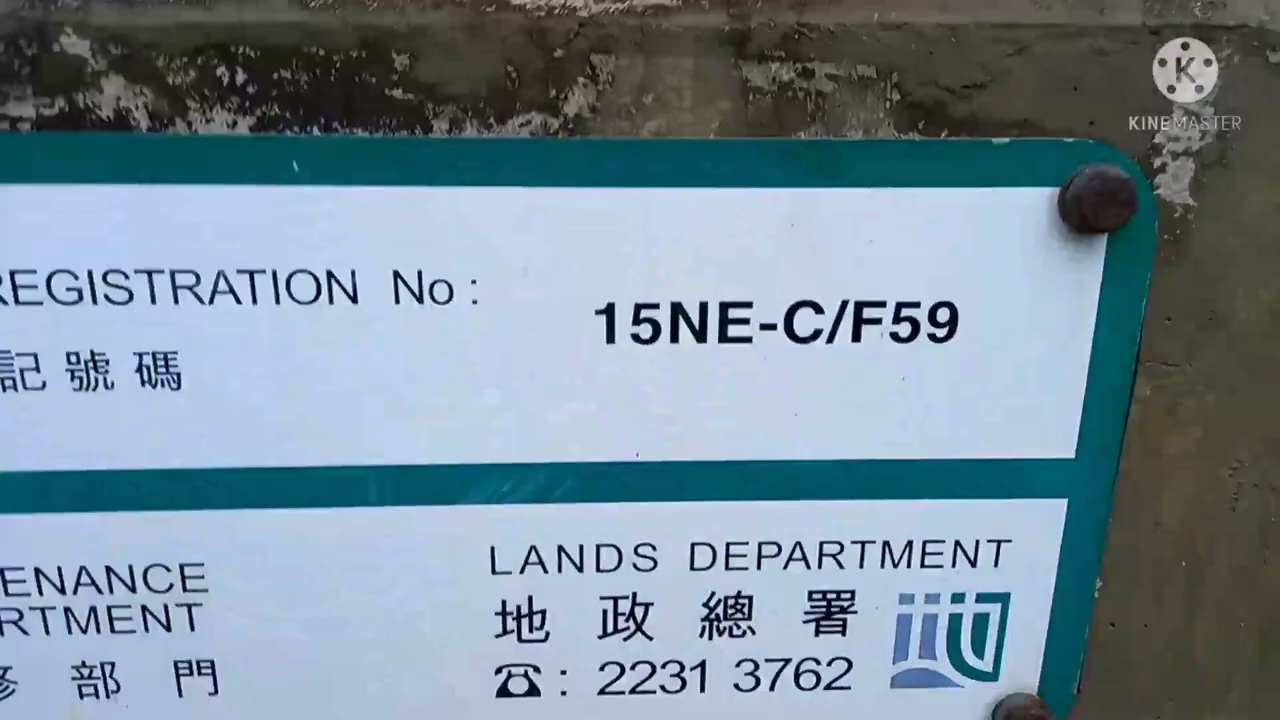 KINEMASTER
REGISTRATION No :
15NE-C/F59
記號碼
LANDS DEPARTMENT
ENANCE
RTMENT
地政總署
修部門
☎ : 2231 3762